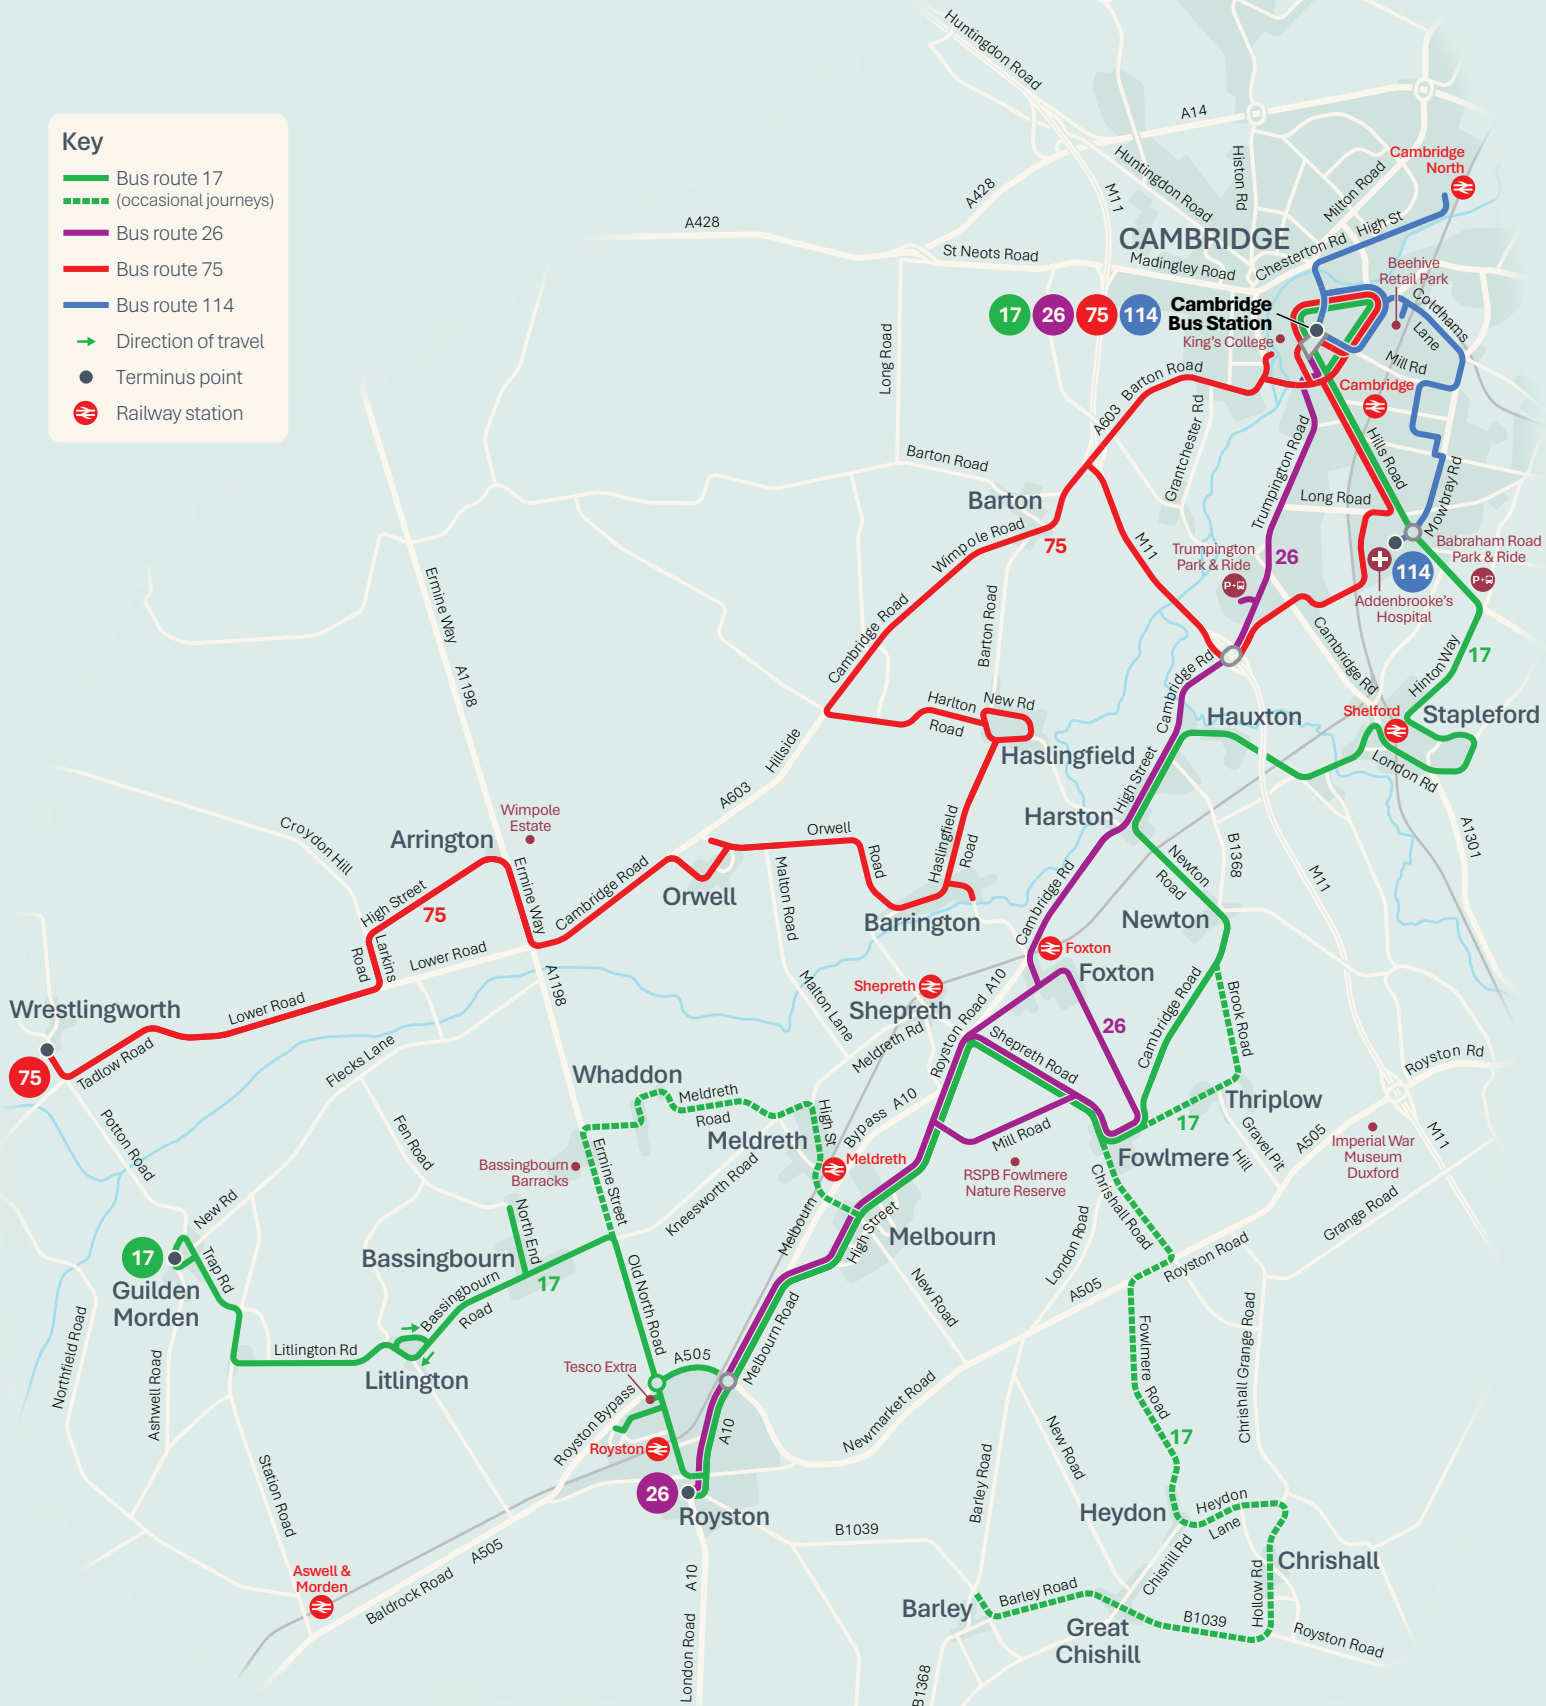 Huntingdon Road
A14
Key
Bus route 17
(occasional journeys)
Bus route 26
Bus route 75
Bus route 114
Direction of travel
Terminus point
Railway station
Cambridge
North
Huntingdon Road
Histon Rd
Milton Road
M11
A428
A428
High St
CAMBRIDGE
Chesterton Rd
St Neots Road
Madingley Road
Beehive
Retail Park
Coldhams
Lane
17
26
75
114
Cambridge
Bus Station
King's College
Mill Rd
Long Road
Barton Road
A603
Cambridge
Grantchester Rd
Trumpington Road
Hills Road
Barton Road
Mowbray Rd
Long Road
Barton
Wimpole Road
75
M11
Trumpington
Park & Ride
P+
26
Babraham Road
Park & Ride
P+
114
Addenbrooke's
Hospital
Ermine Way
A1198
Cambridge Road
Barton Road
Cambridge Rd
Hinton Way
17
Cambridge Rd
Harlton
Road
New Rd
Hauxton
Shelford
Stapleford
Hillside
Haslingfield
London Rd
A603
High Street
Wimpole
Estate
Croydon Hill
Arrington
Harston
A1301
Orwell
Road
Haslingfield
Road
B1368
Newton
Road
M11
Ermine Way
Cambridge Road
Malton Road
Orwell
High Street
75
Barrington
Cambridge Rd
Newton
Larkins
Road
Lower Road
Foxton
Foxton
A1198
Shepreth
Shepreth
Malton Lane
A10
Royston Road
Wrestlingworth
Lower Road
26
Cambridge Road
Brook Road
75
Tadlow Road
Flecks Lane
Meldreth Rd
Shepreth Road
Royston Rd
Whaddon
Meldreth
Road
High St
Bypass
A10
Thriplow
Potton Road
Fen Road
Meldreth
Mill Road
17
Gravel Pit
Hill
A505
Imperial War
Museum
Duxford
M11
Bassingbourn
Barracks
Ermine Street
Kneesworth Road
Meldreth
RSPB Fowlmere
Nature Reserve
Fowlmere
Chrishall Road
New Rd
North End
Melbourn
High Street
Melbourn
London Road
Grange Road
17
Trap Rd
Bassingbourn
17
Old North Road
Royston Road
Guilden
Morden
Bassingbourn
Road
New Road
A505
Northfield Road
Ashwell Road
Litlington Rd
Litlington
A505
Melbourn Road
Fowlmere
Road
Chrishall Grange Road
Tesco Extra
Royston Bypass
A10
Newmarket Road
Royston
Station Road
New Road
Barley Road
17
26
Royston
Heydon
Heydon
Lane
B1039
A505
Aswell &
Morden
Baldrock Road
A10
Chishill Rd
Hollow Rd
Chrishall
Barley
Barley Road
Great
Chishill
B1039
Royston Road
London Road
B1368